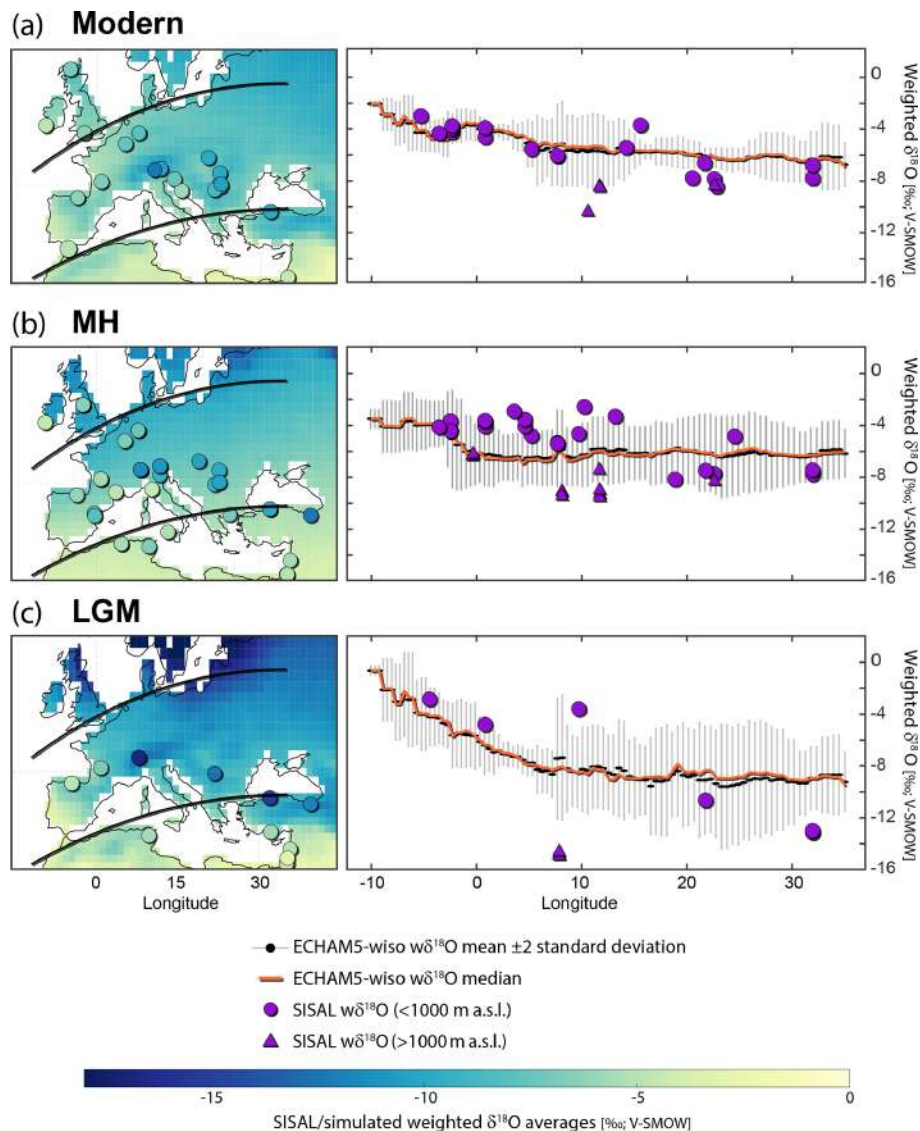 (a) Modern
0
-4
-8
-12
-16
Weighted δ¹⁸O [‰; V-SMOW]
(b) MH
0
-4
-8
-12
-16
Weighted δ¹⁸O [‰; V-SMOW]
(c) LGM
0
-4
-8
-12
-16
Weighted δ¹⁸O [‰; V-SMOW]
0 15 30
Longitude
-10 0 10 20 30
Longitude
ECHAM5-wiso wδ¹⁸O mean ±2 standard deviation
ECHAM5-wiso wδ¹⁸O median
SISAL wδ¹⁸O (<1000 m a.s.l.)
SISAL wδ¹⁸O (>1000 m a.s.l.)
-15 -10 -5 0
SISAL/simulated weighted δ¹⁸O averages [‰; V-SMOW]